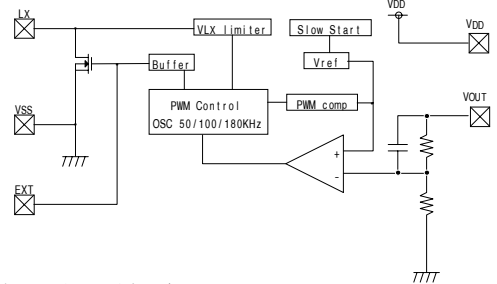 LX
VLX limiter
Slow Start
VDD
VDD
Buffer
Vref
PWM Control
OSC 50/100/180KHz
PWM comp
VOUT
VSS
+
-
EXT